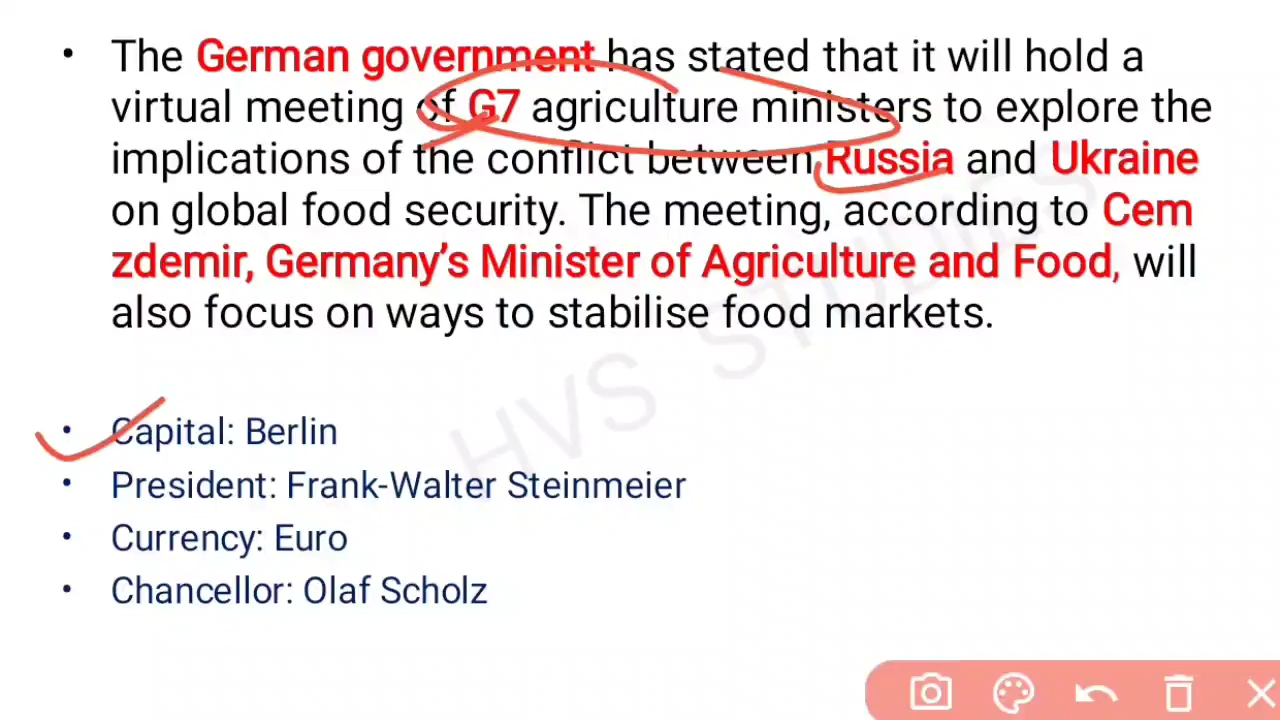 • The German government has stated that it will hold a
virtual meeting of G7 agriculture ministers to explore the
implications of the conflict between Russia and Ukraine
on global food security. The meeting, according to Cem
zdemir, Germany’s Minister of Agriculture and Food, will
also focus on ways to stabilise food markets.
HVS STUDIES
• Capital: Berlin
• President: Frank-Walter Steinmeier
• Currency: Euro
• Chancellor: Olaf Scholz